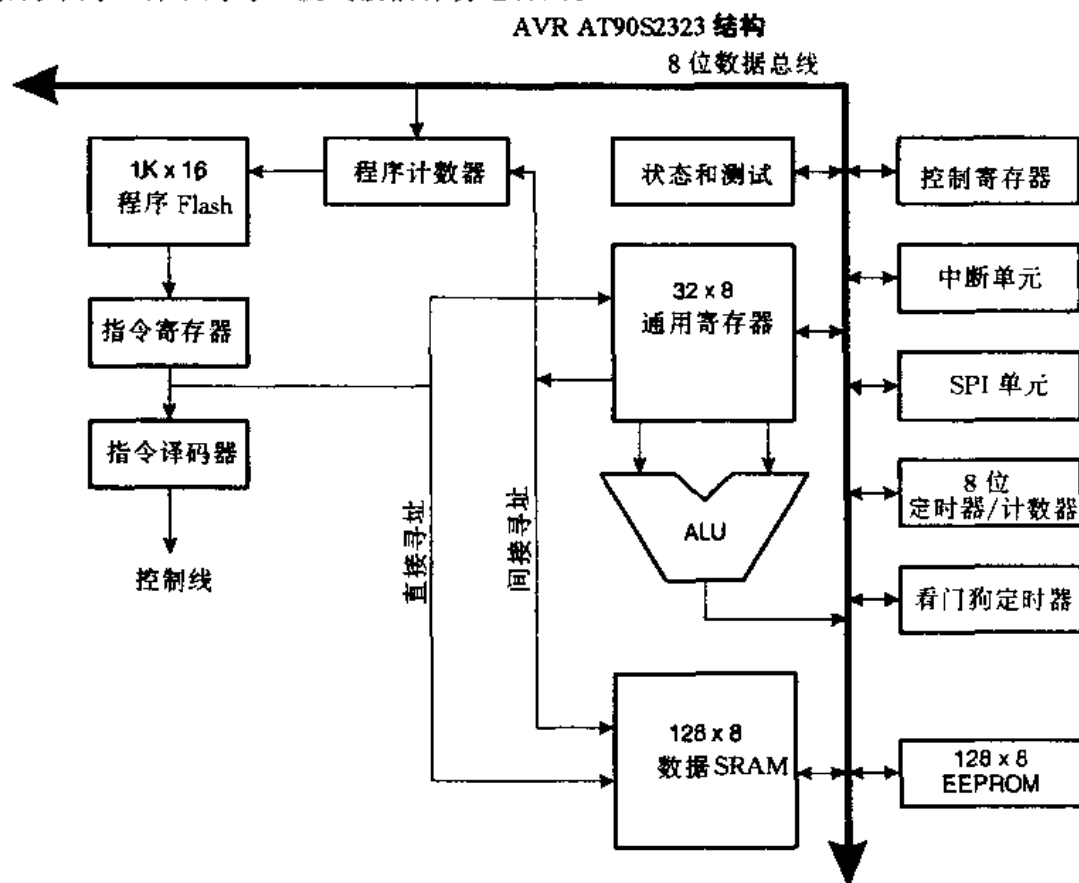 AVR AT90S2323 结构
8 位数据总线
1K x 16
程序 Flash
程序计数器
状态和测试
控制寄存器
指令寄存器
32 x 8
通用寄存器
中断单元
SPI 单元
指令译码器
控制线
直接寻址
间接寻址
ALU
8 位
定时器/计数器
看门狗定时器
128 x 8
数据 SRAM
128 x 8
EEPROM